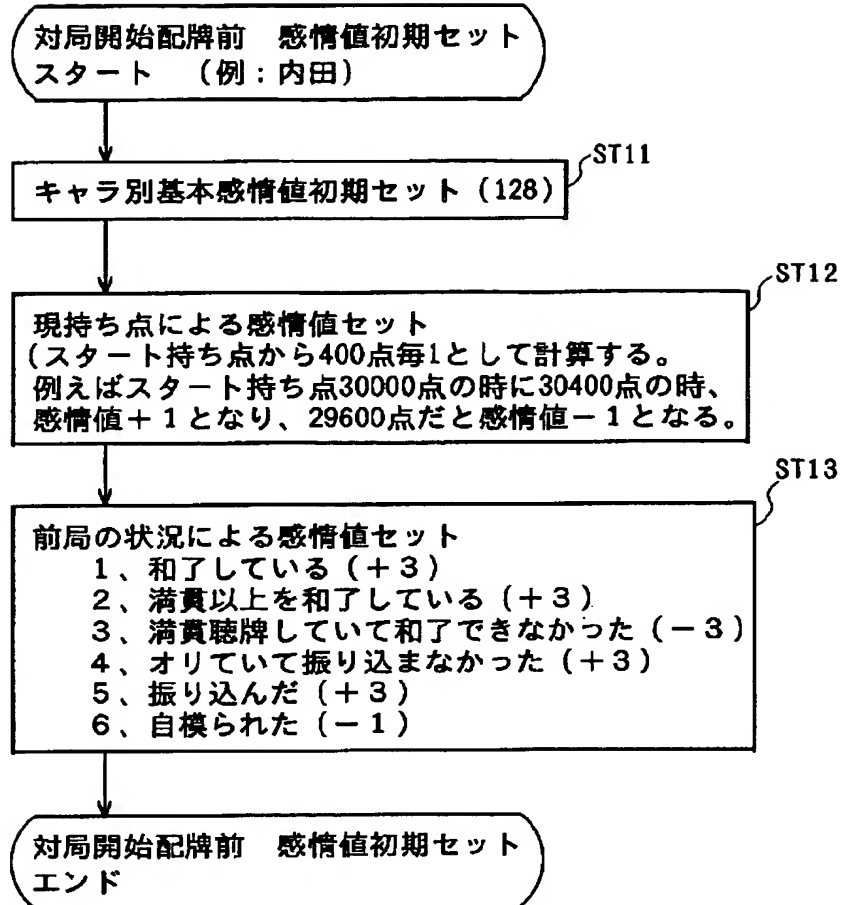 対局開始配牌前　感情値初期セット
スタート　（例：内田）
ST11
キャラ別基本感情値初期セット（128）
ST12
現持ち点による感情値セット
（スタート持ち点から400点毎1として計算する。
例えばスタート持ち点30000点の時に30400点の時、
感情値＋１となり、29600点だと感情値－１となる。
ST13
前局の状況による感情値セット
１、和了している（＋３）
２、満貫以上を和了している（＋３）
３、満貫聴牌していて和了できなかった（－３）
４、オリていて振り込まなかった（＋３）
５、振り込んだ（＋３）
６、自模られた（－１）
対局開始配牌前　感情値初期セット
エンド